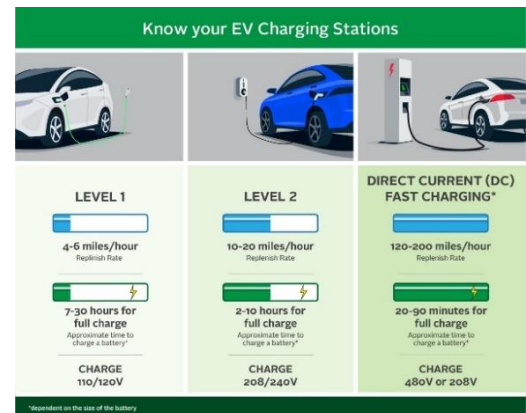 Know your EV Charging Stations
LEVEL 1
4-6 miles/hour
Replinish Rate
7-30 hours for
full charge
Approximate time to
charge a battery*
CHARGE
110/120V
LEVEL 2
10-20 miles/hour
Replenish Rate
2-10 hours for
full charge
Approximate time to
charge a battery*
CHARGE
208/240V
DIRECT CURRENT (DC)
FAST CHARGING*
120-200 miles/hour
Replenish Rate
20-90 minutes for
full charge
Approximate time to
charge a battery*
CHARGE
480V or 208V
*dependent on the size of the battery